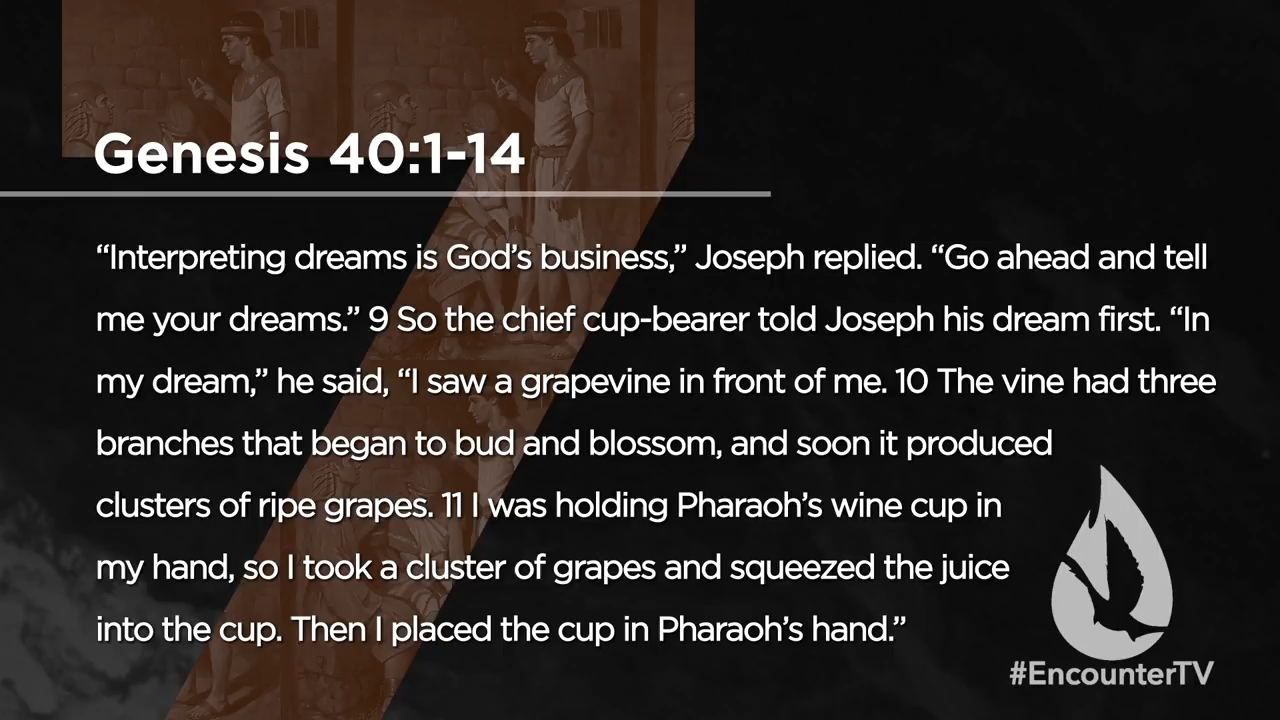 Genesis 40:1-14
“Interpreting dreams is God’s business,” Joseph replied. “Go ahead and tell
me your dreams.” 9 So the chief cup-bearer told Joseph his dream first. “In
my dream,” he said, “I saw a grapevine in front of me. 10 The vine had three
branches that began to bud and blossom, and soon it produced
clusters of ripe grapes. 11 I was holding Pharaoh’s wine cup in
my hand, so I took a cluster of grapes and squeezed the juice
into the cup. Then I placed the cup in Pharaoh’s hand.”
#EncounterTV